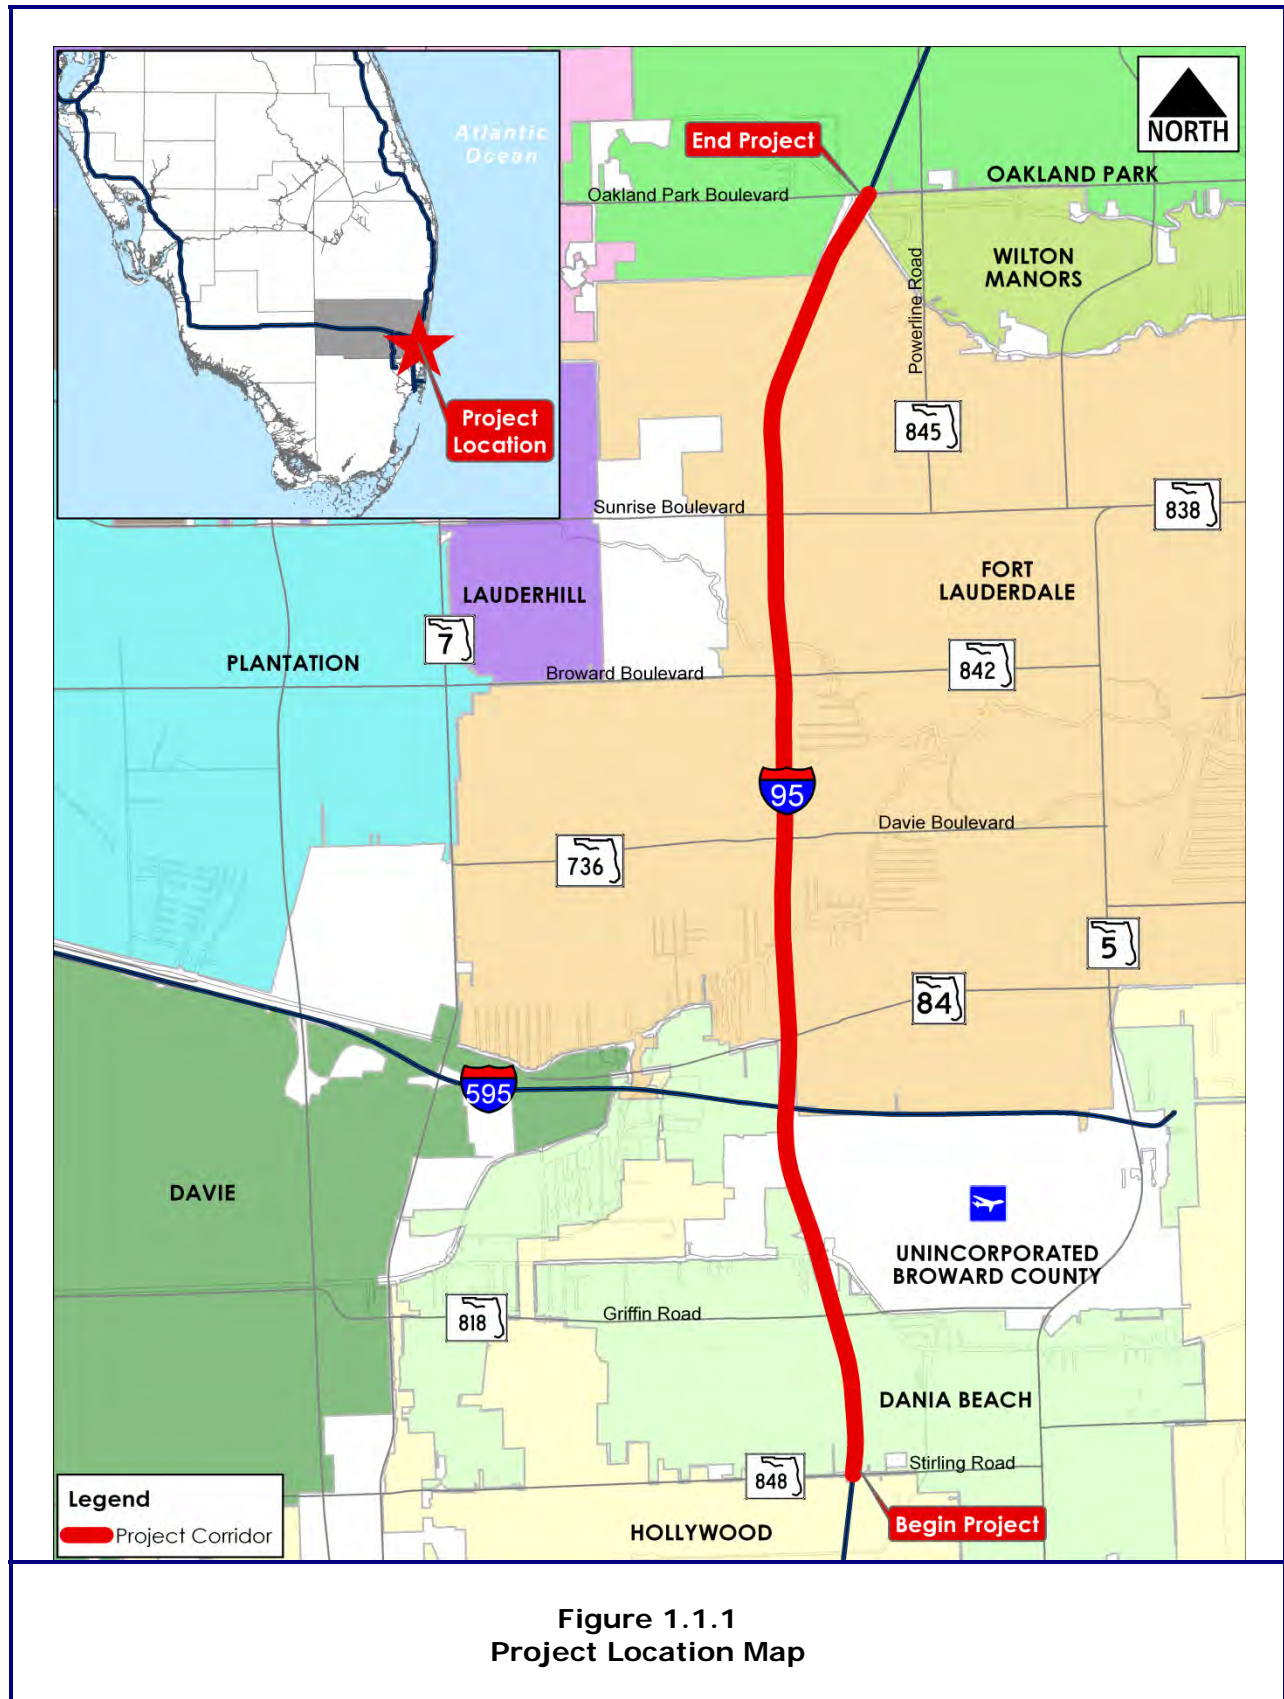 Atlantic
Ocean
Project
Location
NORTH
End Project
OAKLAND PARK
Oakland Park Boulevard
WILTON
MANORS
Powerline Road
845
838
Sunrise Boulevard
FORT
LAUDERDALE
LAUDERHILL
7
PLANTATION
842
Broward Boulevard
95
Davie Boulevard
736
5
84
595
DAVIE
UNINCORPORATED
BROWARD COUNTY
818
Griffin Road
DANIA BEACH
Stirling Road
848
Begin Project
HOLLYWOOD
Legend
Project Corridor
Figure 1.1.1
Project Location Map